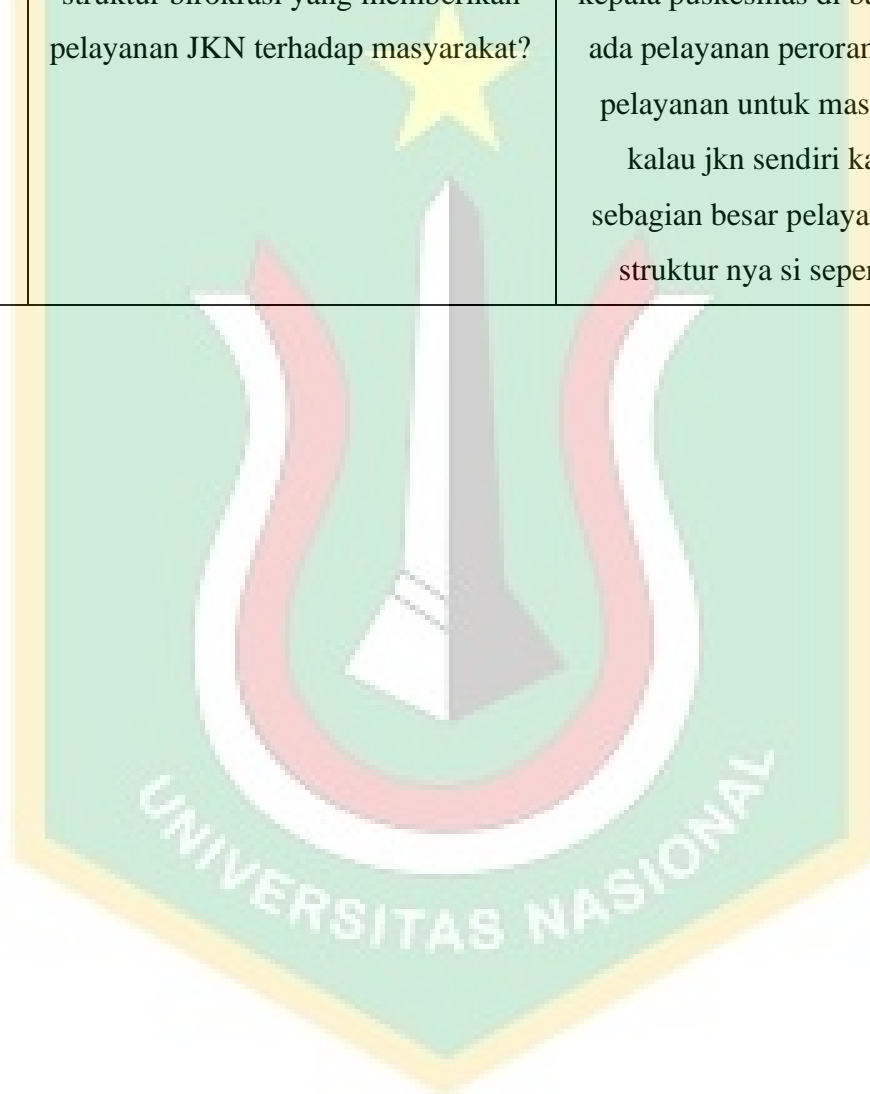 struktur birokrasi yang memberikan
pelayanan JKN terhadap masyarakat?
kepala puskesmas di
ada pelayanan
pelayanan untuk
kalau jkn sendiri
sebagian besar
struktur nya si
UNIVERSITAS NASIONAL